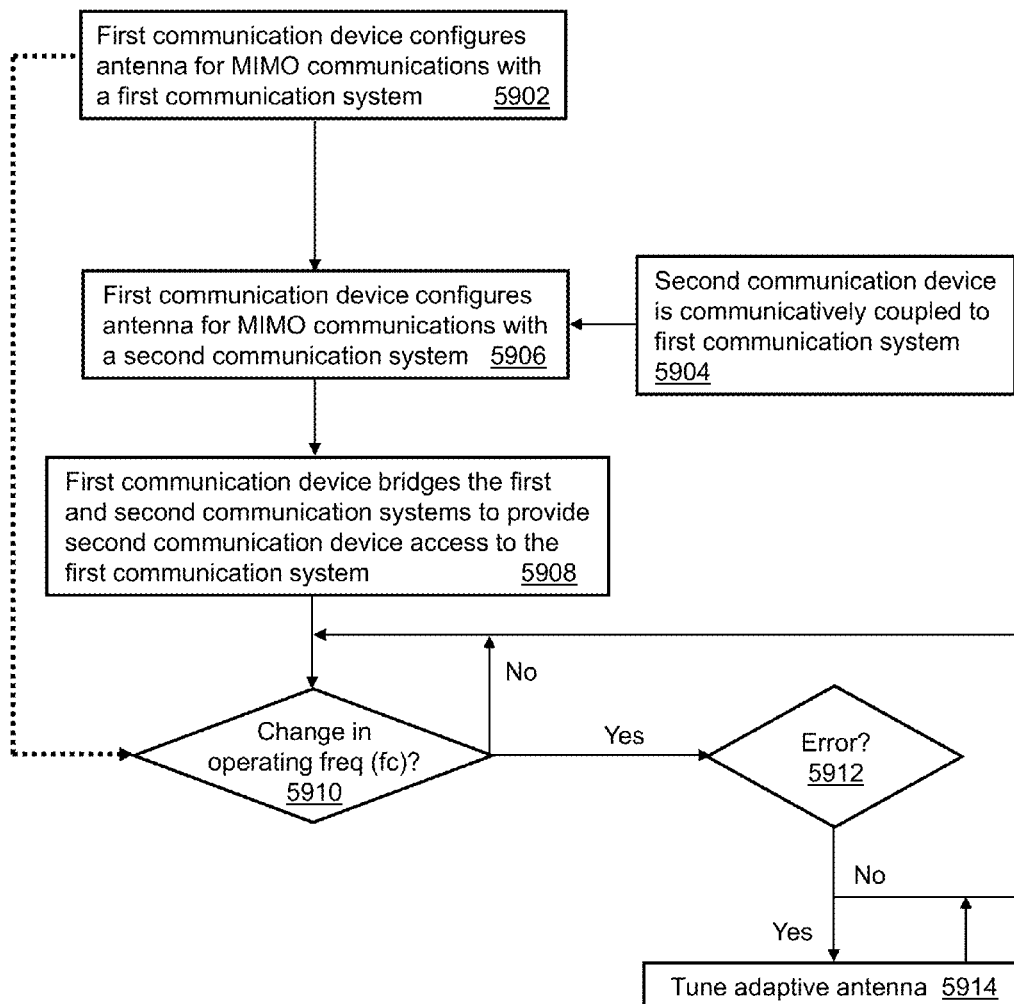 First communication device configures
antenna for MIMO communications with
a first communication system 5902
First communication device configures
antenna for MIMO communications with
a second communication system 5906
Second communication device
is communicatively coupled to
first communication system
5904
First communication device bridges the first
and second communication systems to provide
second communication device access to the
first communication system 5908
No
Change in
operating freq (fc)?
5910
Yes
Error?
5912
No
Yes
Tune adaptive antenna 5914